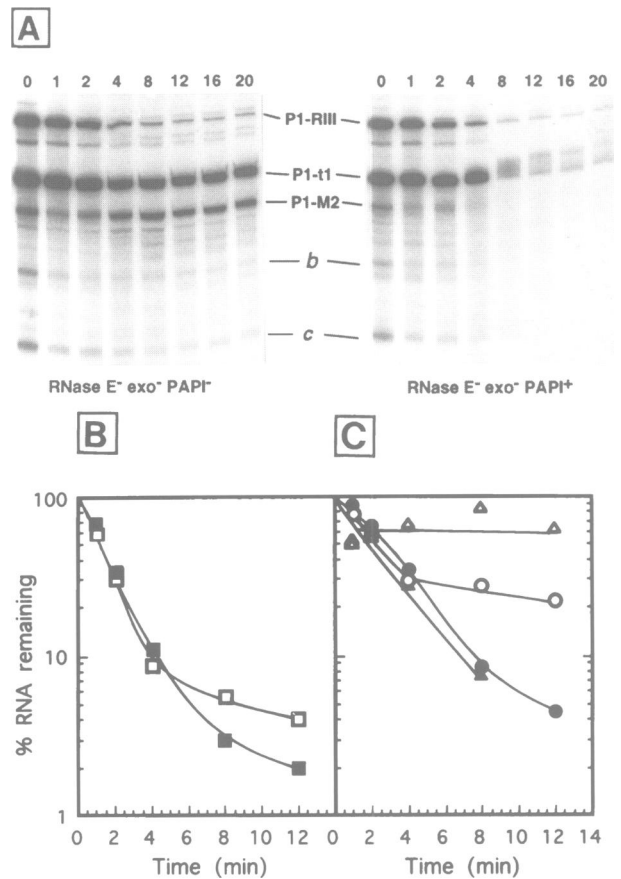 A
0 1 2 4 8 12 16 20
0 1 2 4 8 12 16 20
P1-RIII
P1-t1
P1-M2
b
c
RNase E⁻ exo⁻ PAPI⁻
RNase E⁻ exo⁻ PAPI⁺
B
C
100
10
1
% RNA remaining
0 2 4 6 8 10 12
0 2 4 6 8 10 12 14
Time (min)
Time (min)